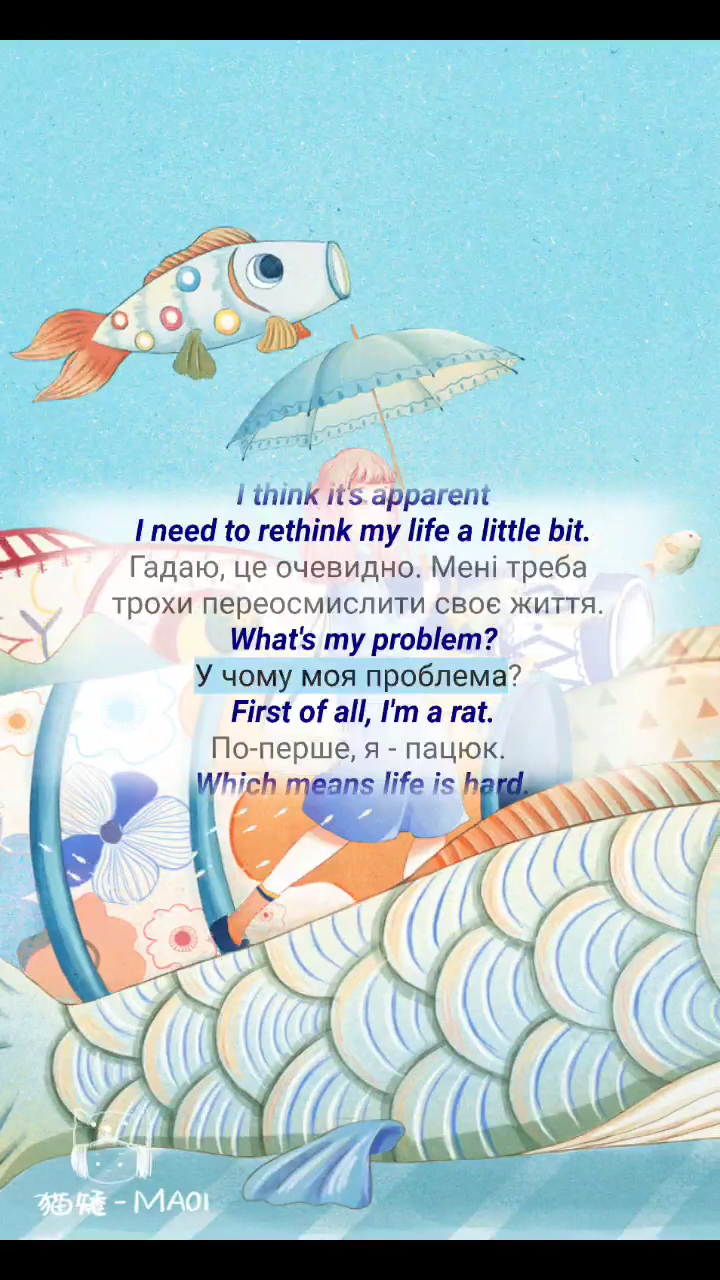 I think it's apparent
I need to rethink my life a little bit.
Гадаю, це очевидно. Мені треба
трохи переосмислити своє життя.
What's my problem?
У чому моя проблема?
First of all, I'm a rat.
По-перше, я - пацюк.
Which means life is hard.
猫矮 - MAOI